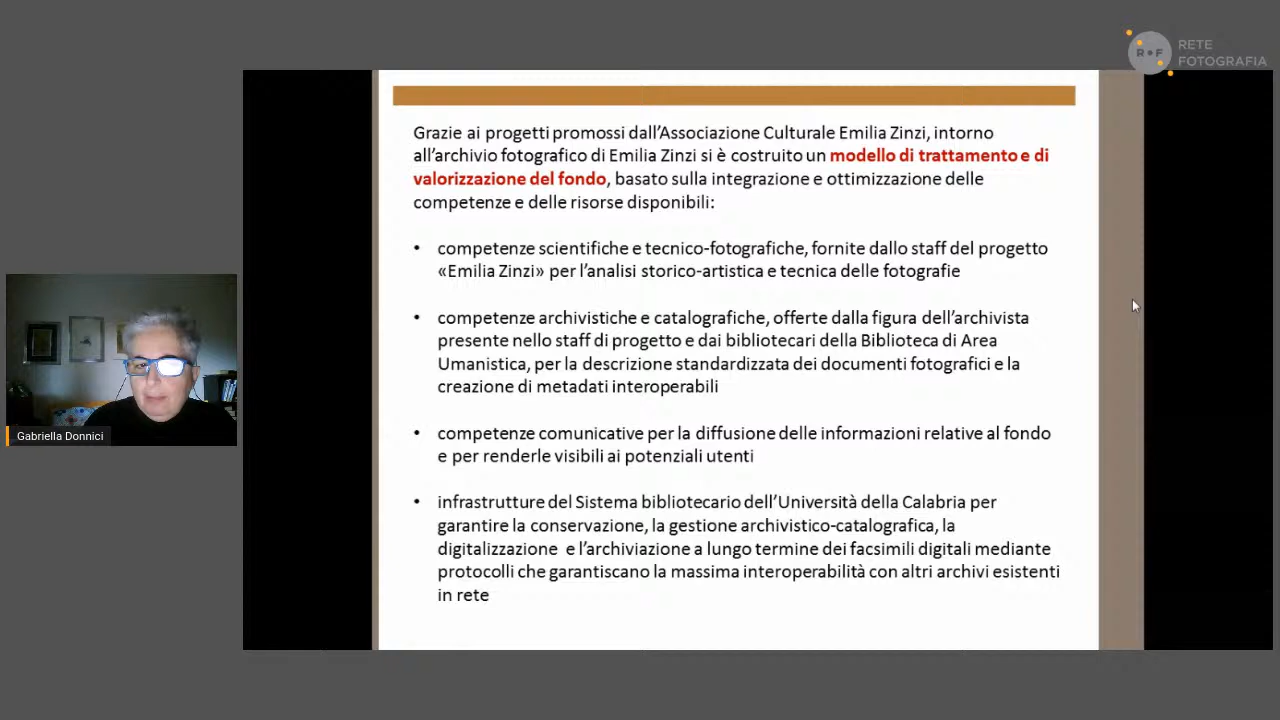 R●F
RETE
FOTOGRAFIA
Grazie ai progetti promossi dall'Associazione Culturale Emilia Zinzi, intorno
all'archivio fotografico di Emilia Zinzi si è costruito un modello di trattamento e di
valorizzazione del fondo, basato sulla integrazione e ottimizzazione delle
competenze e delle risorse disponibili:
• competenze scientifiche e tecnico-fotografiche, fornite dallo staff del progetto
«Emilia Zinzi» per l'analisi storico-artistica e tecnica delle fotografie
• competenze archivistiche e catalografiche, offerte dalla figura dell'archivista
presente nello staff di progetto e dai bibliotecari della Biblioteca di Area
Umanistica, per la descrizione standardizzata dei documenti fotografici e la
creazione di metadati interoperabili
• competenze comunicative per la diffusione delle informazioni relative al fondo
e per renderle visibili ai potenziali utenti
• infrastrutture del Sistema bibliotecario dell'Università della Calabria per
garantire la conservazione, la gestione archivistico-catalografica, la
digitalizzazione e l'archiviazione a lungo termine dei facsimili digitali mediante
protocolli che garantiscano la massima interoperabilità con altri archivi esistenti
in rete
Gabriella Donnici